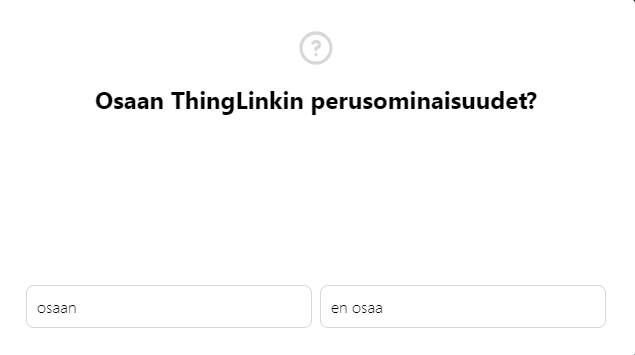 ?
Osaan ThingLinkin perusominaisuudet?
osaan
en osaa